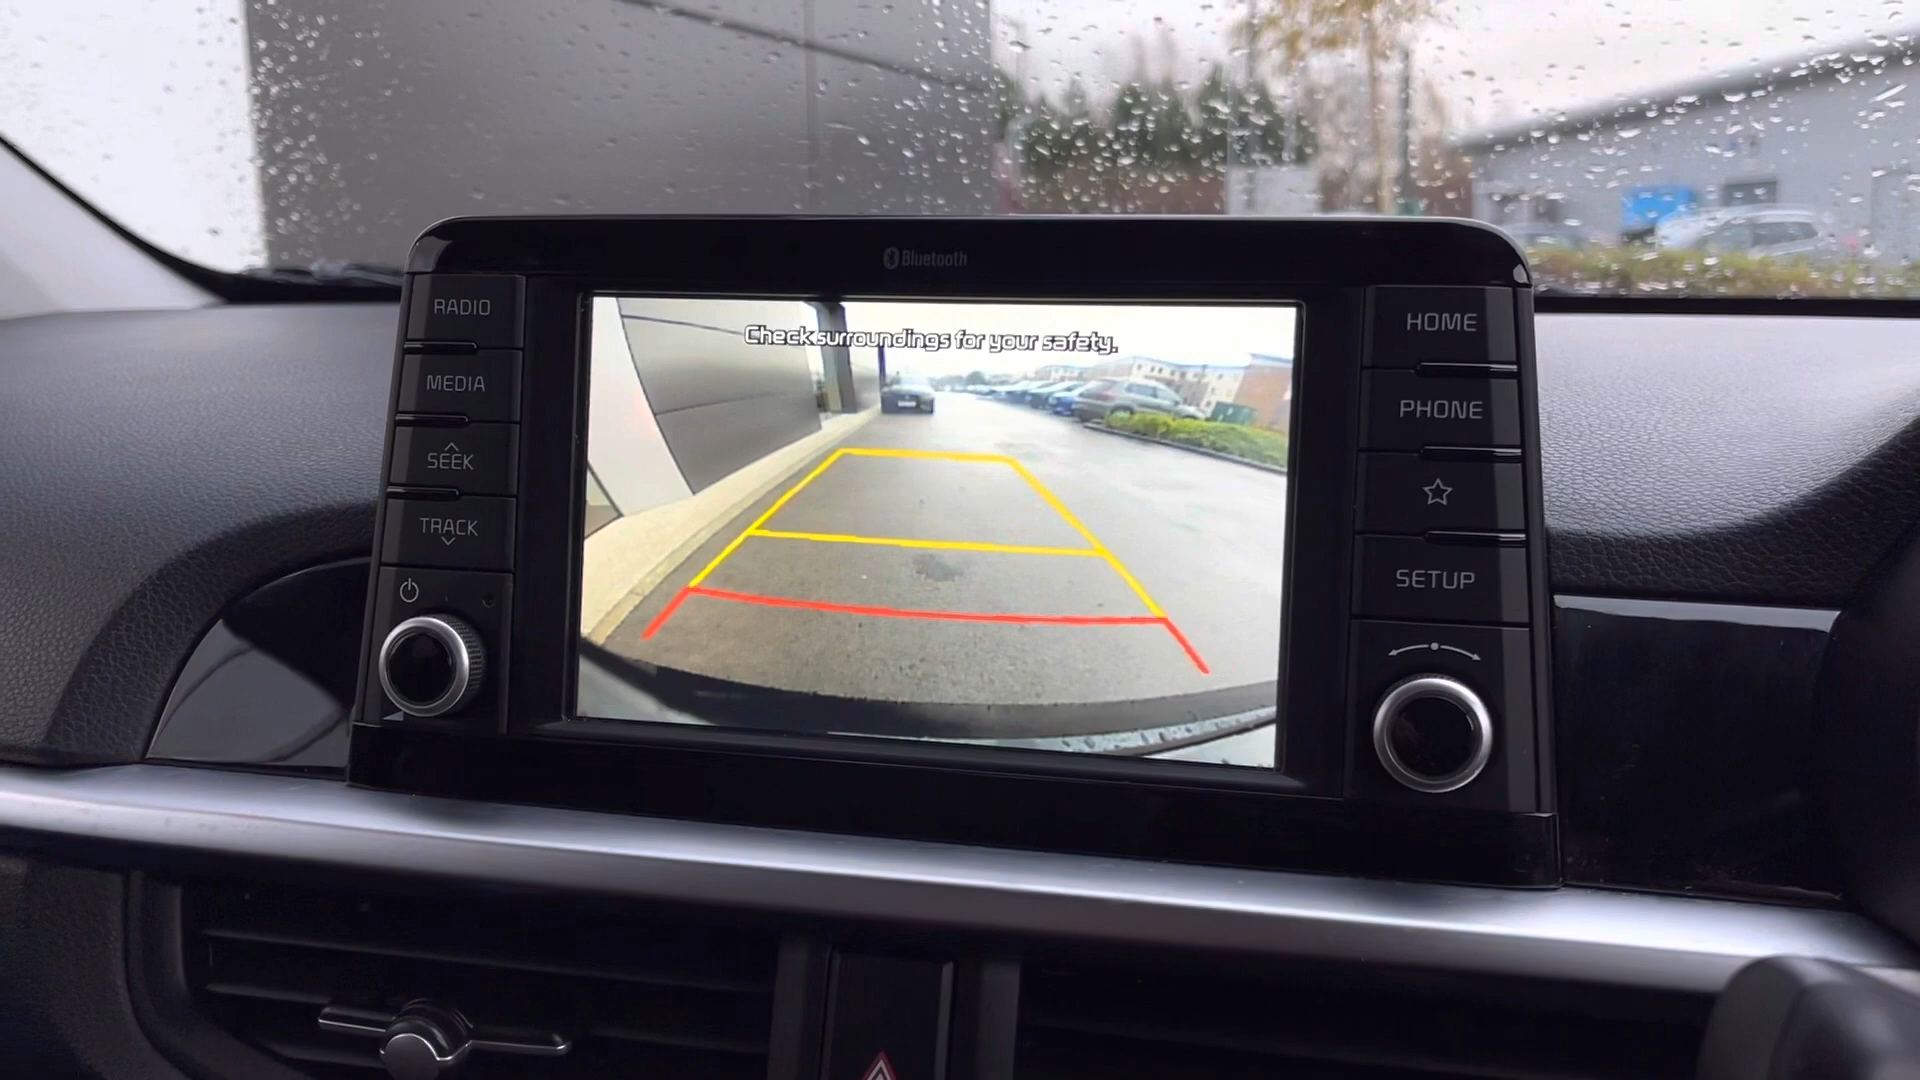 Bluetooth
RADIO
MEDIA
SEEK
TRACK
Check surroundings for your safety.
HOME
PHONE
SETUP